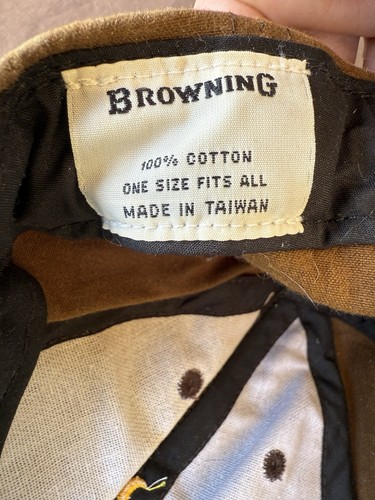 BROWNING
100% COTTON
ONE SIZE FITS ALL
MADE IN TAIWAN